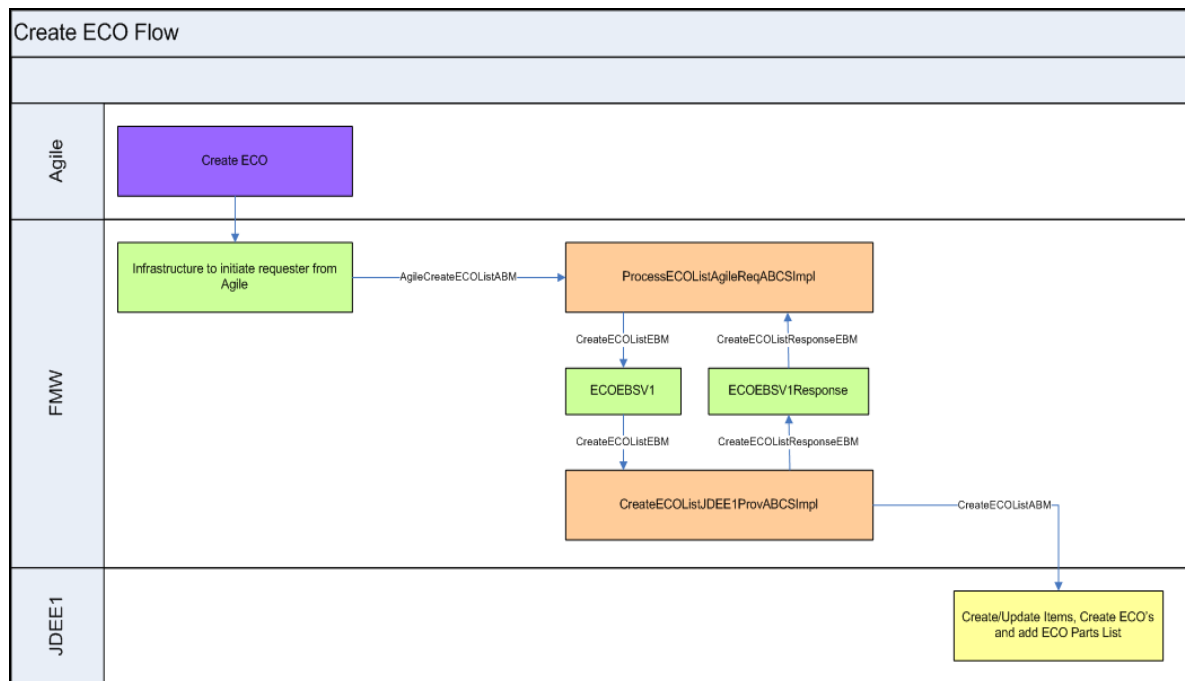 Create ECO Flow
Agile
Create ECO
FMW
Infrastructure to initiate requester from
Agile
AgileCreateECOListABM
ProcessECOListAgileReqABCSImpl
CreateECOListEBM
CreateECOListResponseEBM
ECOEBSV1
ECOEBSV1Response
CreateECOListEBM
CreateECOListResponseEBM
CreateECOListJDEE1ProvABCSImpl
CreateECOListABM
JDEE1
Create/Update Items, Create ECO's
and add ECO Parts List